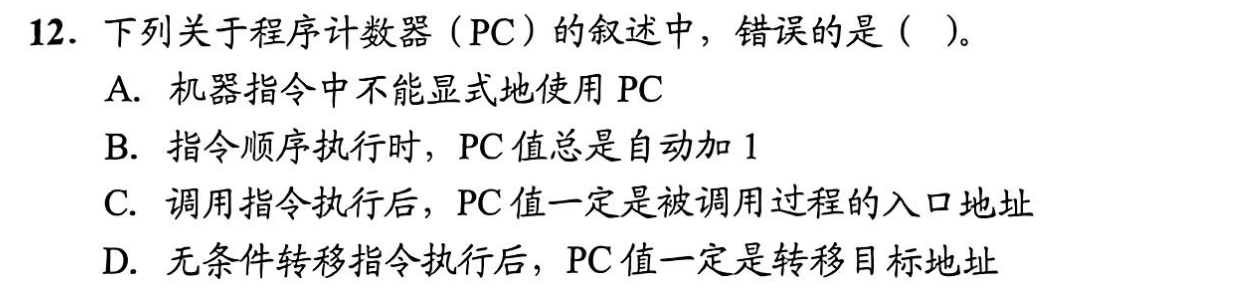 12. 下列关于程序计数器（PC）的叙述中，错误的是（ ）。
A. 机器指令中不能显式地使用 PC
B. 指令顺序执行时，PC 值总是自动加 1
C. 调用指令执行后，PC 值一定是被调用过程的入口地址
D. 无条件转移指令执行后，PC 值一定是转移目标地址